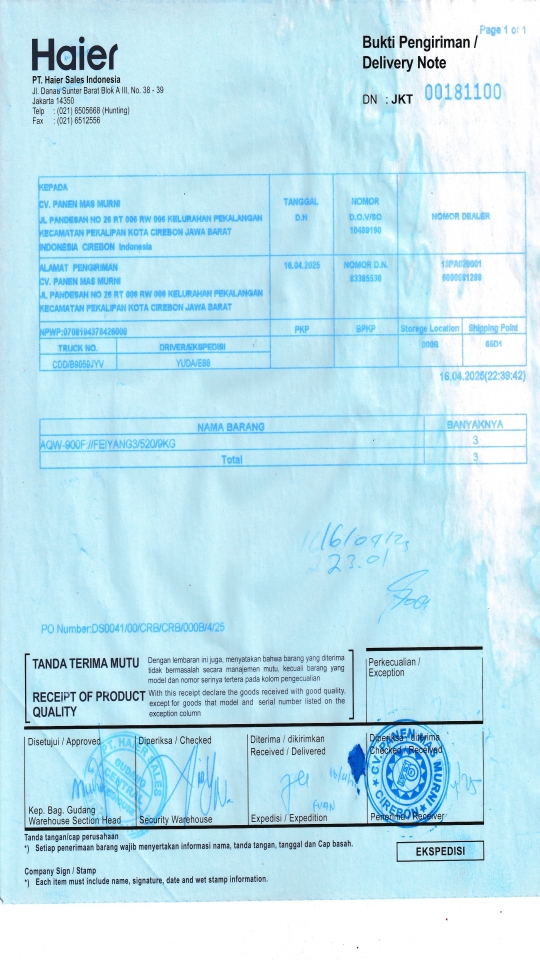 Page 1 of 1
Haier
Bukti Pengiriman /
Delivery Note
PT. Haier Sales Indonesia
Jl. Danau Sunter Barat Blok A III, No. 38 - 39
Jakarta 14350
Telp : (021) 6505668 (Hunting)
Fax : (021) 6512556
DN : JKT 00181100
KEPADA
CV. PANEN MAS MURNI
JL PANDESAN NO 26 RT 006 RW 006 KELURAHAN PEKALANGAN
KECAMATAN PEKALIPAN KOTA CIREBON JAWA BARAT
INDONESIA CIREBON Indonesia
TANGGAL
D.N
NOMOR
D.O.V/SO
10489190
NOMOR DEALER
ALAMAT PENGIRIMAN
CV. PANEN MAS MURNI
JL PANDESAN NO 26 RT 006 RW 006 KELURAHAN PEKALANGAN
KECAMATAN PEKALIPAN KOTA CIREBON JAWA BARAT
16.04.2025
NOMOR D.N.
PKP
Storage Location
Shipping Point
000B
65D1
TRUCK NO.
DRIVER/EKSPEDISI
YUDA/E88
16.04.2025(22:39:42)
NAMA BARANG
BANYAKNYA
AQW-900F://FEIYANG3/520/9KG
3
Total
3
23.01
PO Number:DS0041/00/CRB/CRB/000B/4/25
TANDA TERIMA MUTU
Dengan lembaran ini juga, menyatakan bahwa barang yang diterima
tidak bermasalah secara manajemen mutu, kecuali barang yang
model dan nomor serinya tertera pada kolom pengecualian
RECEIPT OF PRODUCT
QUALITY
With this receipt declare the goods received with good quality,
except for goods that model and serial number listed on the
exception column
Perkecualian /
Exception
Disetujui / Approved
Kep. Bag. Gudang
Warehouse Section Head
Diperiksa / Checked
Security Warehouse
Diterima / dikirimkan
Received / Delivered
Expedisi / Expedition
Diperiksa / diterima
Checked / Received
CV. PANEN MAS MURNI
CIREBON
Penerima / Receiver
Tanda tangan/cap perusahaan
*) Setiap penerimaan barang wajib menyertakan informasi nama, tanda tangan, tanggal dan Cap basah.
EKSPEDISI
Company Sign / Stamp
*) Each item must include name, signature, date and wet stamp information.